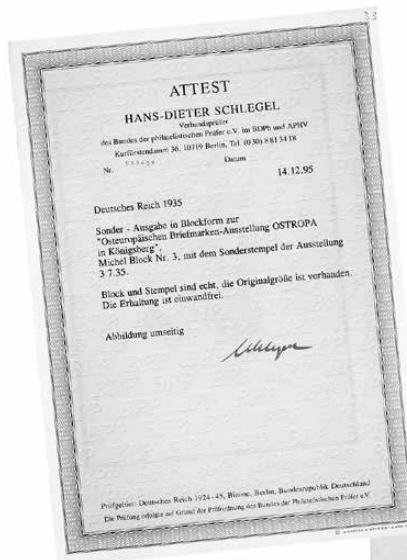 ATTEST
HANS-DIETER SCHLEGEL
Verbandsprüfer
des Bundes der philatelistischen Prüfer e.V. im BDPh und APHV
Kurfürstendamm 36, 10719 Berlin, Tel. (030) 8813418
Nr. Datum
14.12.95
Deutsches Reich 1935
Sonder - Ausgabe in Blockform zur
"Osteuropäischen Briefmarken-Ausstellung OSTROPA
in Königsberg",
Michel Block Nr. 3, mit dem Sonderstempel der Ausstellung
3.7.35.
Block und Stempel sind echt, die Originalgröße ist vorhanden.
Die Erhaltung ist einwandfrei.
Abbildung umseitig
Prüfgebiet: Deutsches Reich 1924-45, Bizone, Berlin, Bundesrepublik Deutschland
Die Prüfung erfolgte auf Grund der Prüfordnung des Bundes der Philatelistischen Prüfer e.V.